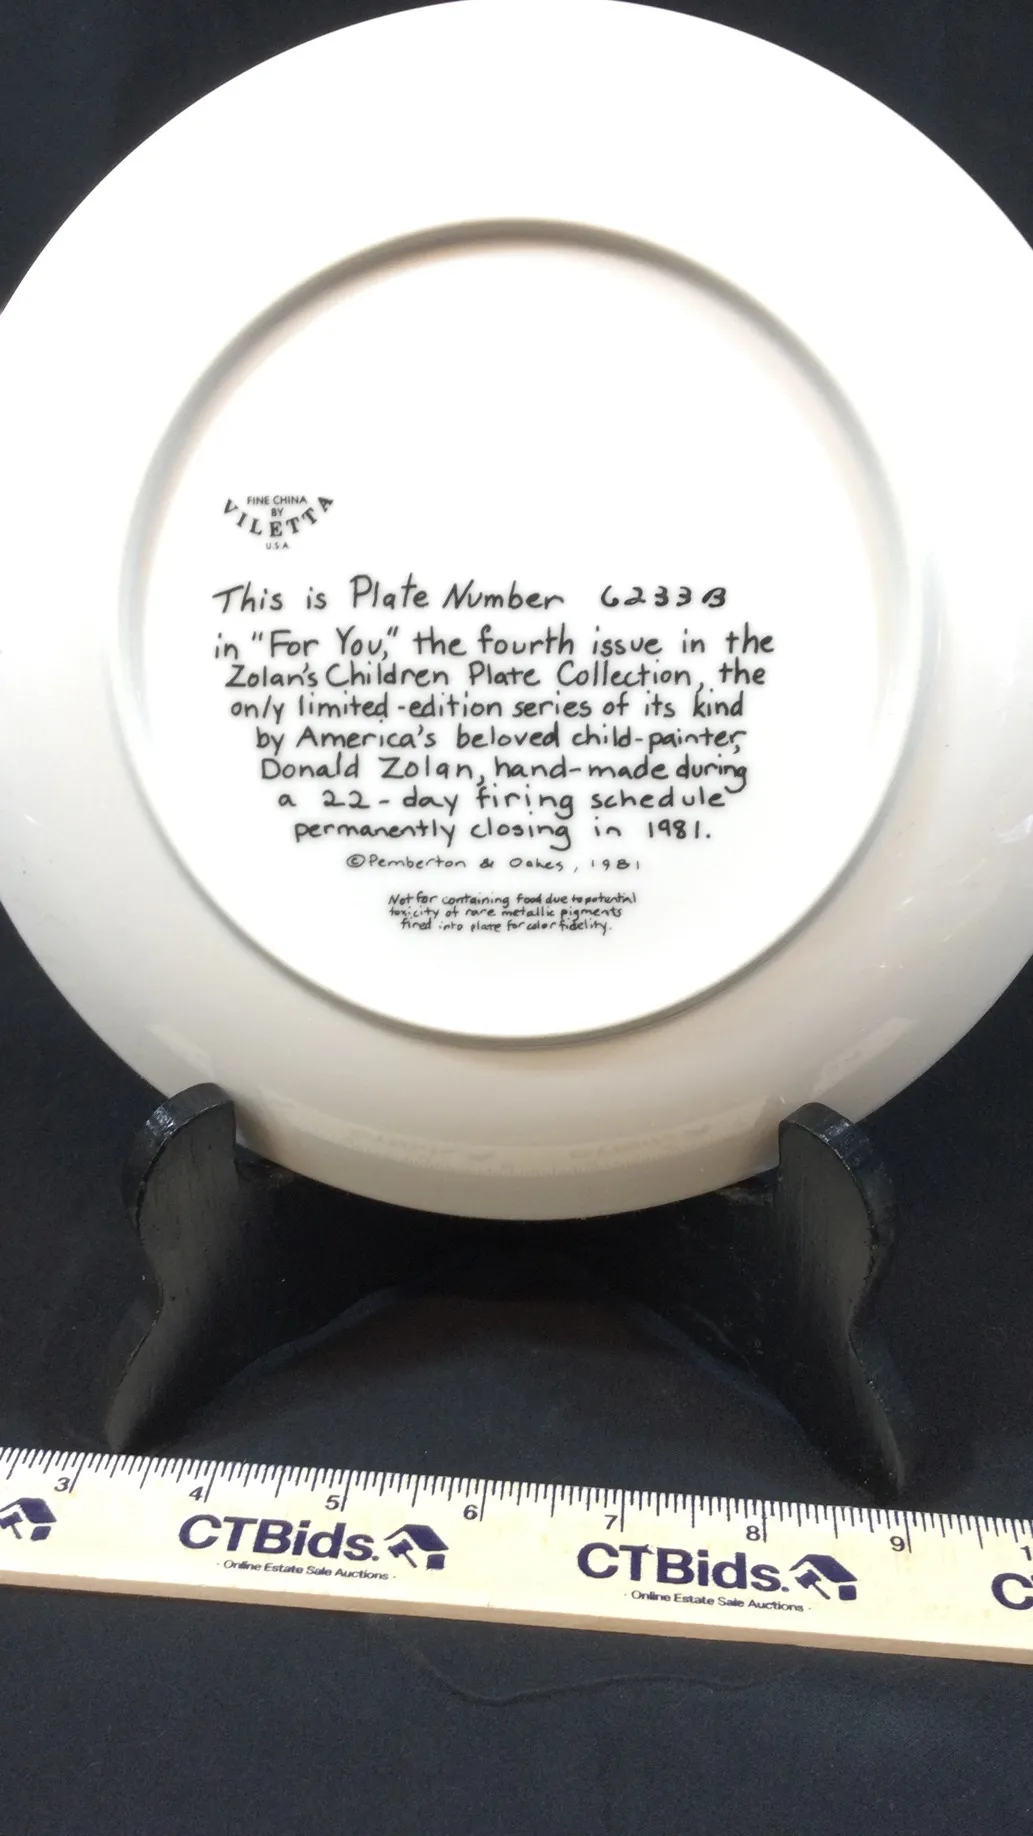 FINE CHINA
BY
VILETTA
U.S.A.
This is Plate Number 6233B
in "For You," the fourth issue in the
Zolan's Children Plate Collection, the
only limited-edition series of its kind
by America's beloved child-painter,
Donald Zolan, hand-made during
a 22-day firing schedule
permanently closing in 1981.
©Pemberton & Oakes, 1981
Not for containing food due to potential
toxicity of rare metallic pigments
fired into plate for color fidelity.
3 4 5 6 7 8 9 1
CTBids. CTBids. C
· Online Estate Sale Auctions · · Online Estate Sale Auctions ·